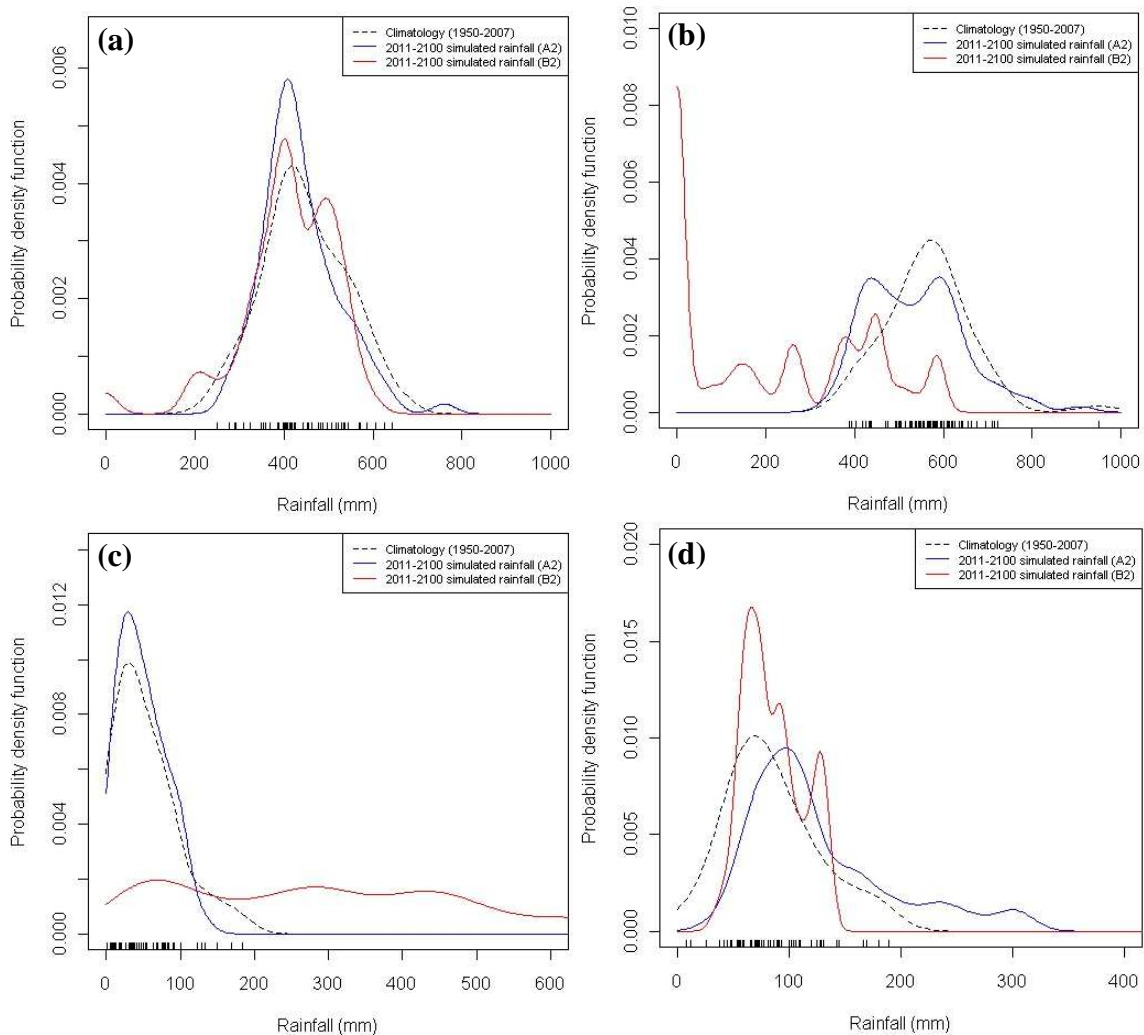 (a)
Climatology (1950-2007)
2011-2100 simulated rainfall (A2)
2011-2100 simulated rainfall (B2)
Probability density function
0.000
0.002
0.004
0.006
0 200 400 600 800 1000
Rainfall (mm)
(b)
Climatology (1950-2007)
2011-2100 simulated rainfall (A2)
2011-2100 simulated rainfall (B2)
Probability density function
0.000
0.002
0.004
0.006
0.008
0.010
0 200 400 600 800 1000
Rainfall (mm)
(c)
Climatology (1950-2007)
2011-2100 simulated rainfall (A2)
2011-2100 simulated rainfall (B2)
Probability density function
0.000
0.004
0.008
0.012
0 100 200 300 400 500 600
Rainfall (mm)
(d)
Climatology (1950-2007)
2011-2100 simulated rainfall (A2)
2011-2100 simulated rainfall (B2)
Probability density function
0.000
0.005
0.010
0.015
0.020
0 100 200 300 400
Rainfall (mm)